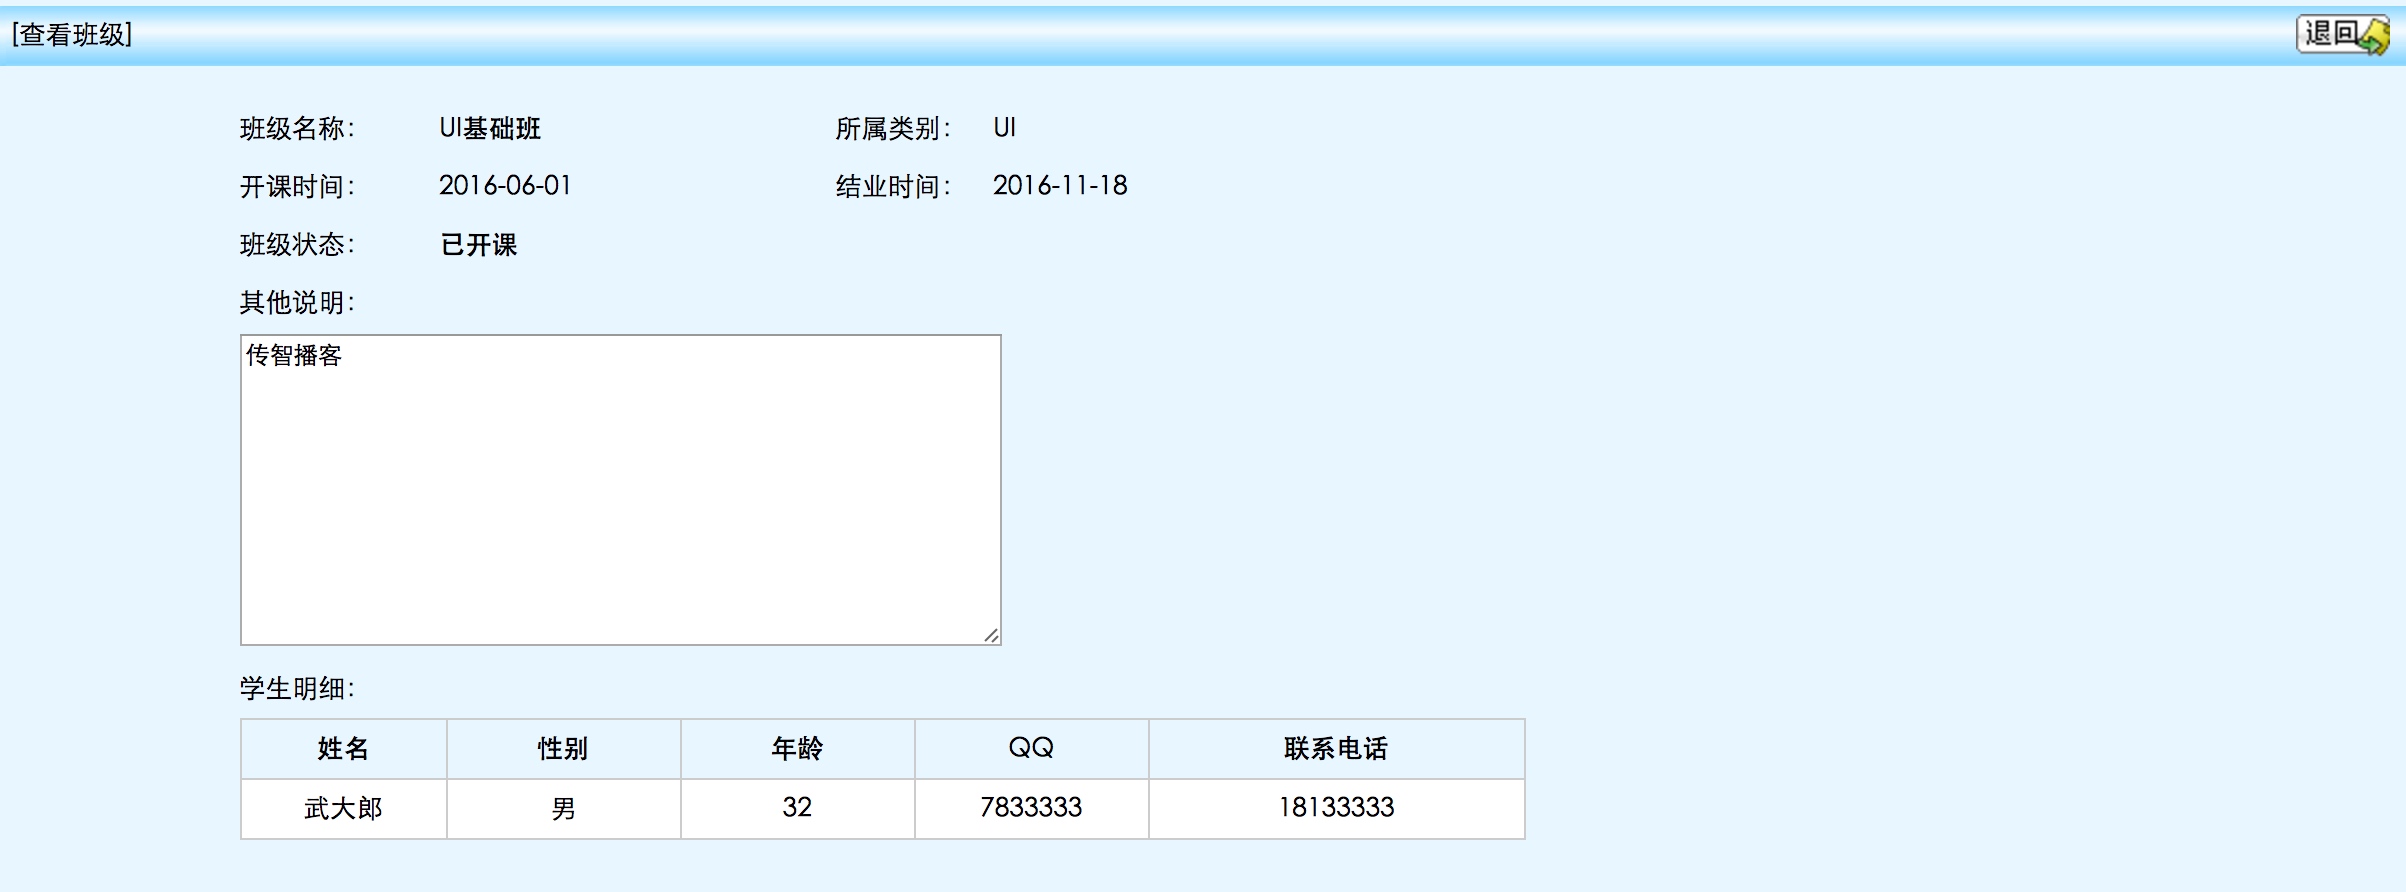 [查看班级] 退回
班级名称： UI基础班 所属类别： UI
开课时间： 2016-06-01 结业时间： 2016-11-18
班级状态： 已开课
其他说明：
传智播客
学生明细：
姓名 性别 年龄 QQ 联系电话
武大郎 男 32 7833333 18133333